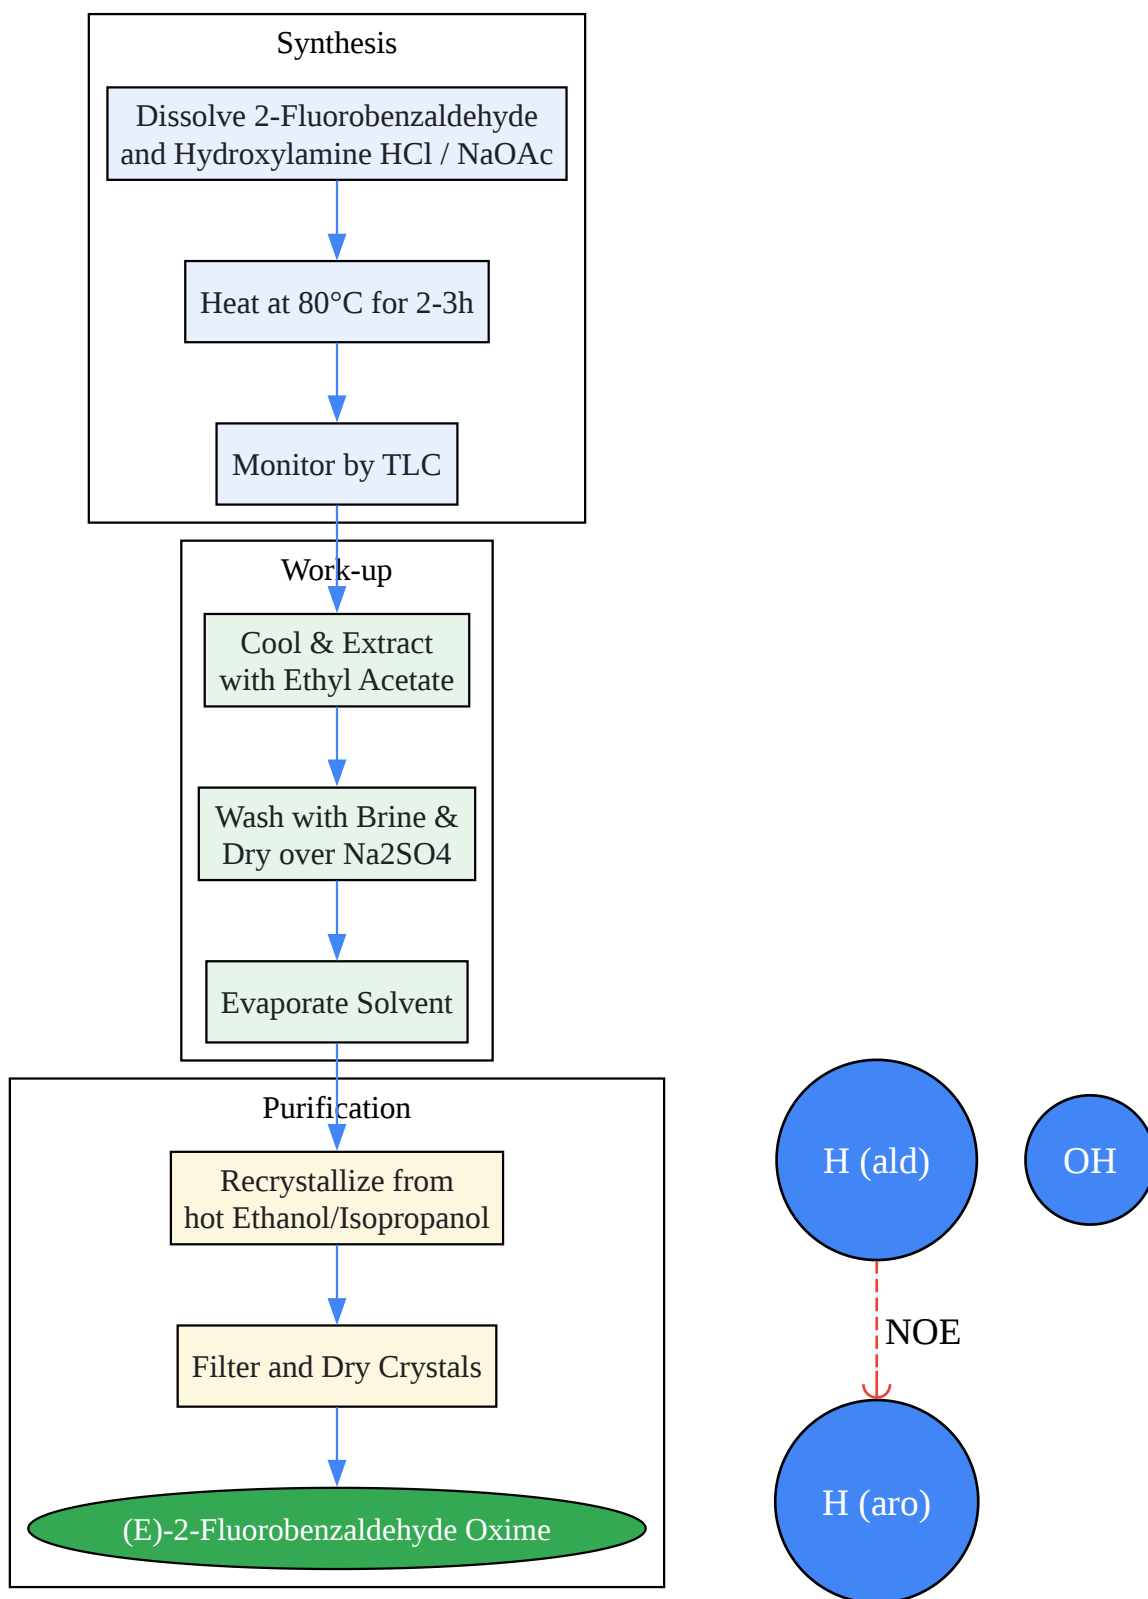 Synthesis
Dissolve 2-Fluorobenzaldehyde
and Hydroxylamine HCl / NaOAc
Heat at 80°C for 2-3h
Monitor by TLC
Work-up
Cool & Extract
with Ethyl Acetate
Wash with Brine &
Dry over Na2SO4
Evaporate Solvent
Purification
Recrystallize from
hot Ethanol/Isopropanol
Filter and Dry Crystals
(E)-2-Fluorobenzaldehyde Oxime
H (ald)
OH
NOE
H (aro)